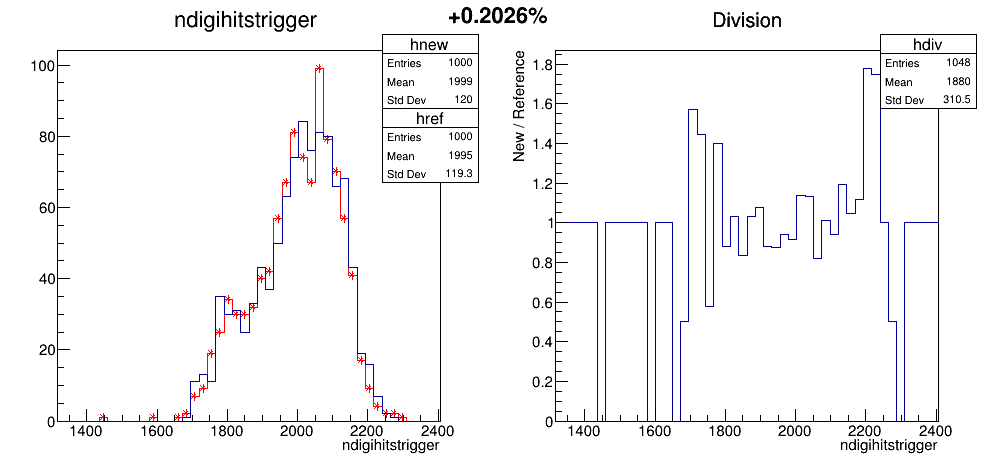 +0.2026%
ndigihitstrigger
hnew
Entries 1000
Mean 1999
Std Dev 120
href
Entries 1000
Mean 1995
Std Dev 119.3
100
80
60
40
20
0
1400 1600 1800 2000 2200 2400
ndigihitstrigger
Division
hdiv
Entries 1048
Mean 1880
Std Dev 310.5
New / Reference
1.8
1.6
1.4
1.2
1
0.8
0.6
0.4
0.2
0
1400 1600 1800 2000 2200 2400
ndigihitstrigger